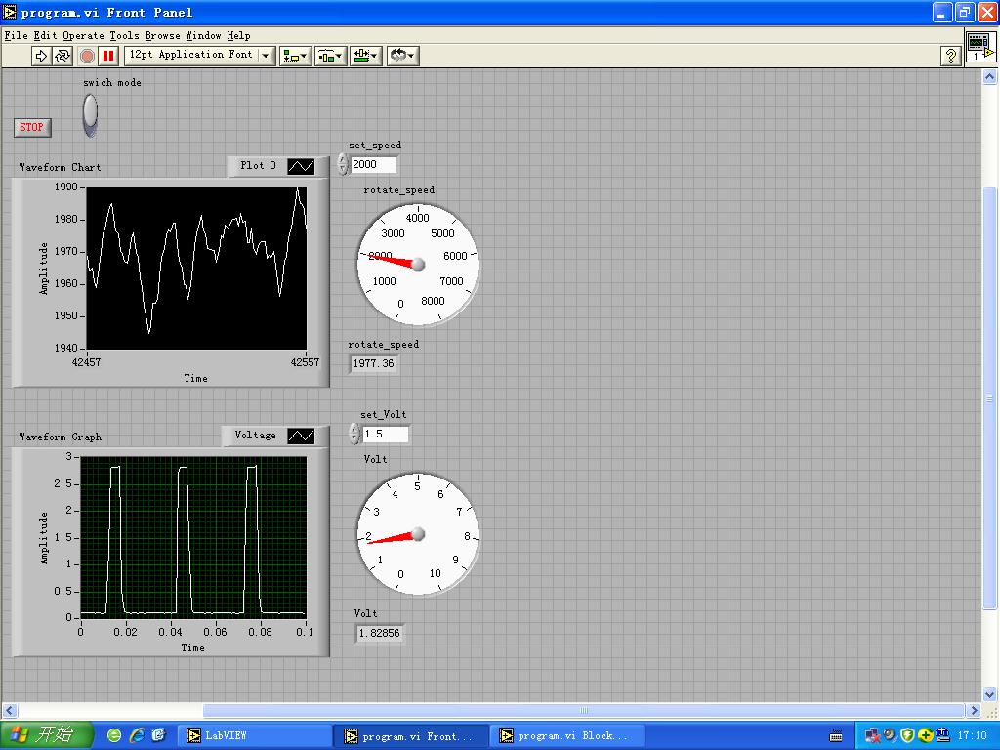 program.vi Front Panel
File Edit Operate Tools Browse Window Help
12pt Application Font
?
1
swich mode
STOP
set_speed
2000
Waveform Chart
Plot 0
rotate_speed
Amplitude
1990
1980
1970
1960
1950
1940
42457
42557
Time
0
1000
2000
3000
4000
5000
6000
7000
8000
rotate_speed
1977.36
set_Volt
1.5
Waveform Graph
Voltage
Volt
Amplitude
3
2.5
2
1.5
1
0.5
0
0
0.02
0.04
0.06
0.08
0.1
Time
0
1
2
3
4
5
6
7
8
9
10
Volt
1.82856
开始
LabVIEW
program.vi Front...
program.vi Block...
17:10